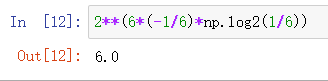 In [12]: 2**(6*(-1/6)*np.log2(1/6))
Out[12]: 6.0